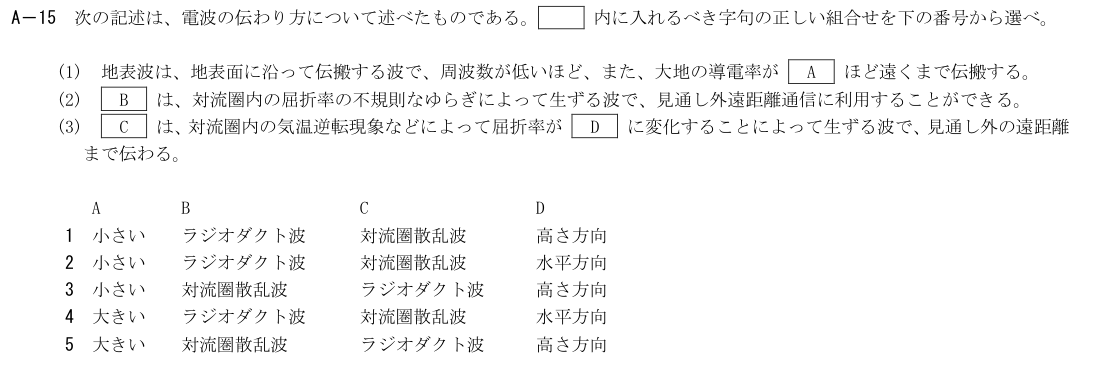 A－15 次の記述は、電波の伝わり方について述べたものである。 内に入れるべき字句の正しい組合せを下の番号から選べ。
(1) 地表波は、地表面に沿って伝搬する波で、周波数が低いほど、また、大地の導電率が A ほど遠くまで伝搬する。
(2) B は、対流圏内の屈折率の不規則なゆらぎによって生ずる波で、見通し外遠距離通信に利用することができる。
(3) C は、対流圏内の気温逆転現象などによって屈折率が D に変化することによって生ずる波で、見通し外の遠距離
まで伝わる。
A B C D
1 小さい ラジオダクト波 対流圏散乱波 高さ方向
2 小さい ラジオダクト波 対流圏散乱波 水平方向
3 小さい 対流圏散乱波 ラジオダクト波 高さ方向
4 大きい ラジオダクト波 対流圏散乱波 水平方向
5 大きい 対流圏散乱波 ラジオダクト波 高さ方向